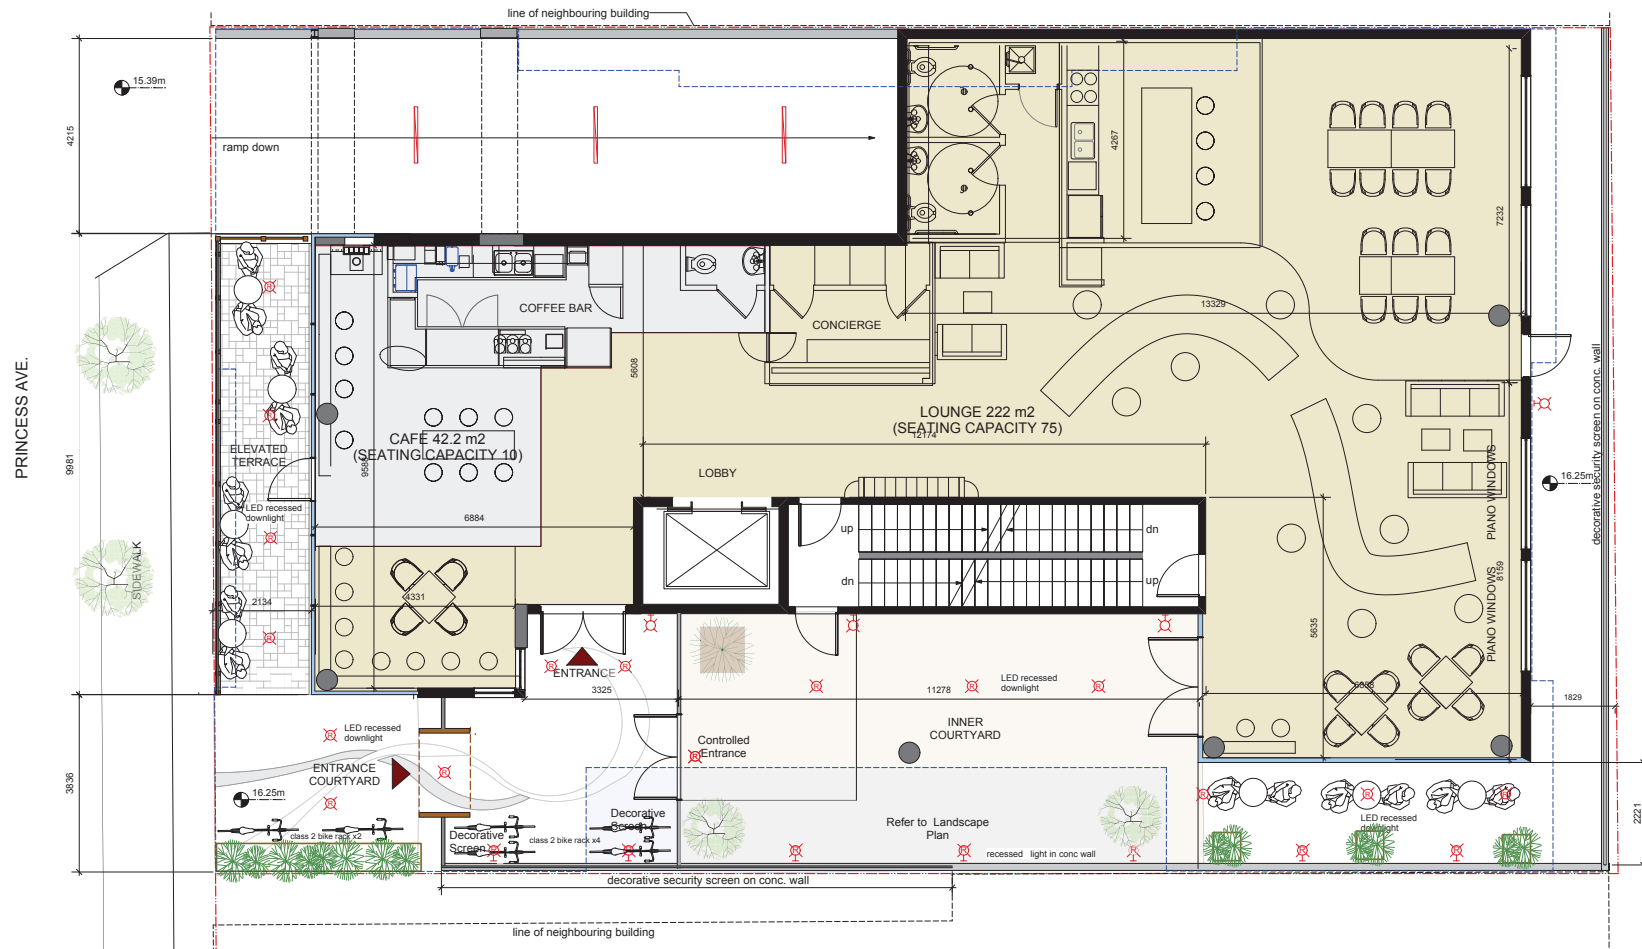 line of neighbouring building
15.39m
4215
ramp down
4267
7232
COFFEE BAR
CONCIERGE
13329
5608
PRINCESS AVE.
LOUNGE 222 m2
(SEATING CAPACITY 75)
12174
CAFE 42.2 m2
(SEATING CAPACITY 10)
9585
ELEVATED
TERRACE
LOBBY
9981
LED recessed
downlight
6884
up
dn
dn
up
PIANO WINDOWS
PIANO WINDOWS
8159
16.25m
decorative security screen on conc. wall
SIDEWALK
2134
4331
5635
ENTRANCE
3325
11278
LED recessed
downlight
1829
LED recessed
downlight
Controlled
Entrance
INNER
COURTYARD
ENTRANCE
COURTYARD
3836
16.25m
class 2 bike rack x2
Decorative
Screen
class 2 bike rack x4
Decorative
Screen
Refer to Landscape
Plan
recessed light in conc wall
LED recessed
downlight
2221
decorative security screen on conc. wall
line of neighbouring building